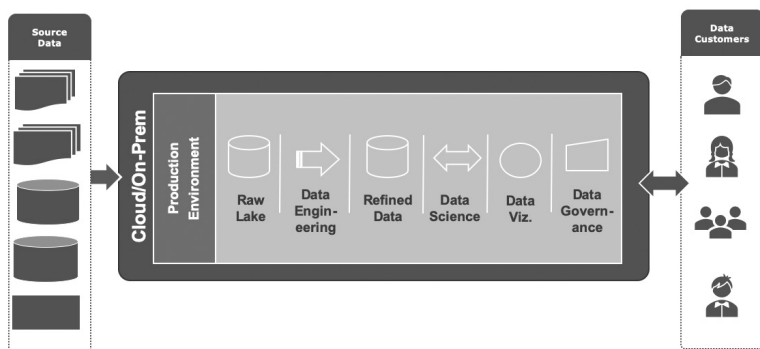 Source
Data
Data
Customers
Cloud/On-Prem
Production
Environment
Raw
Lake
Data
Engin-
eering
Refined
Data
Data
Science
Data
Viz.
Data
Govern-
ance